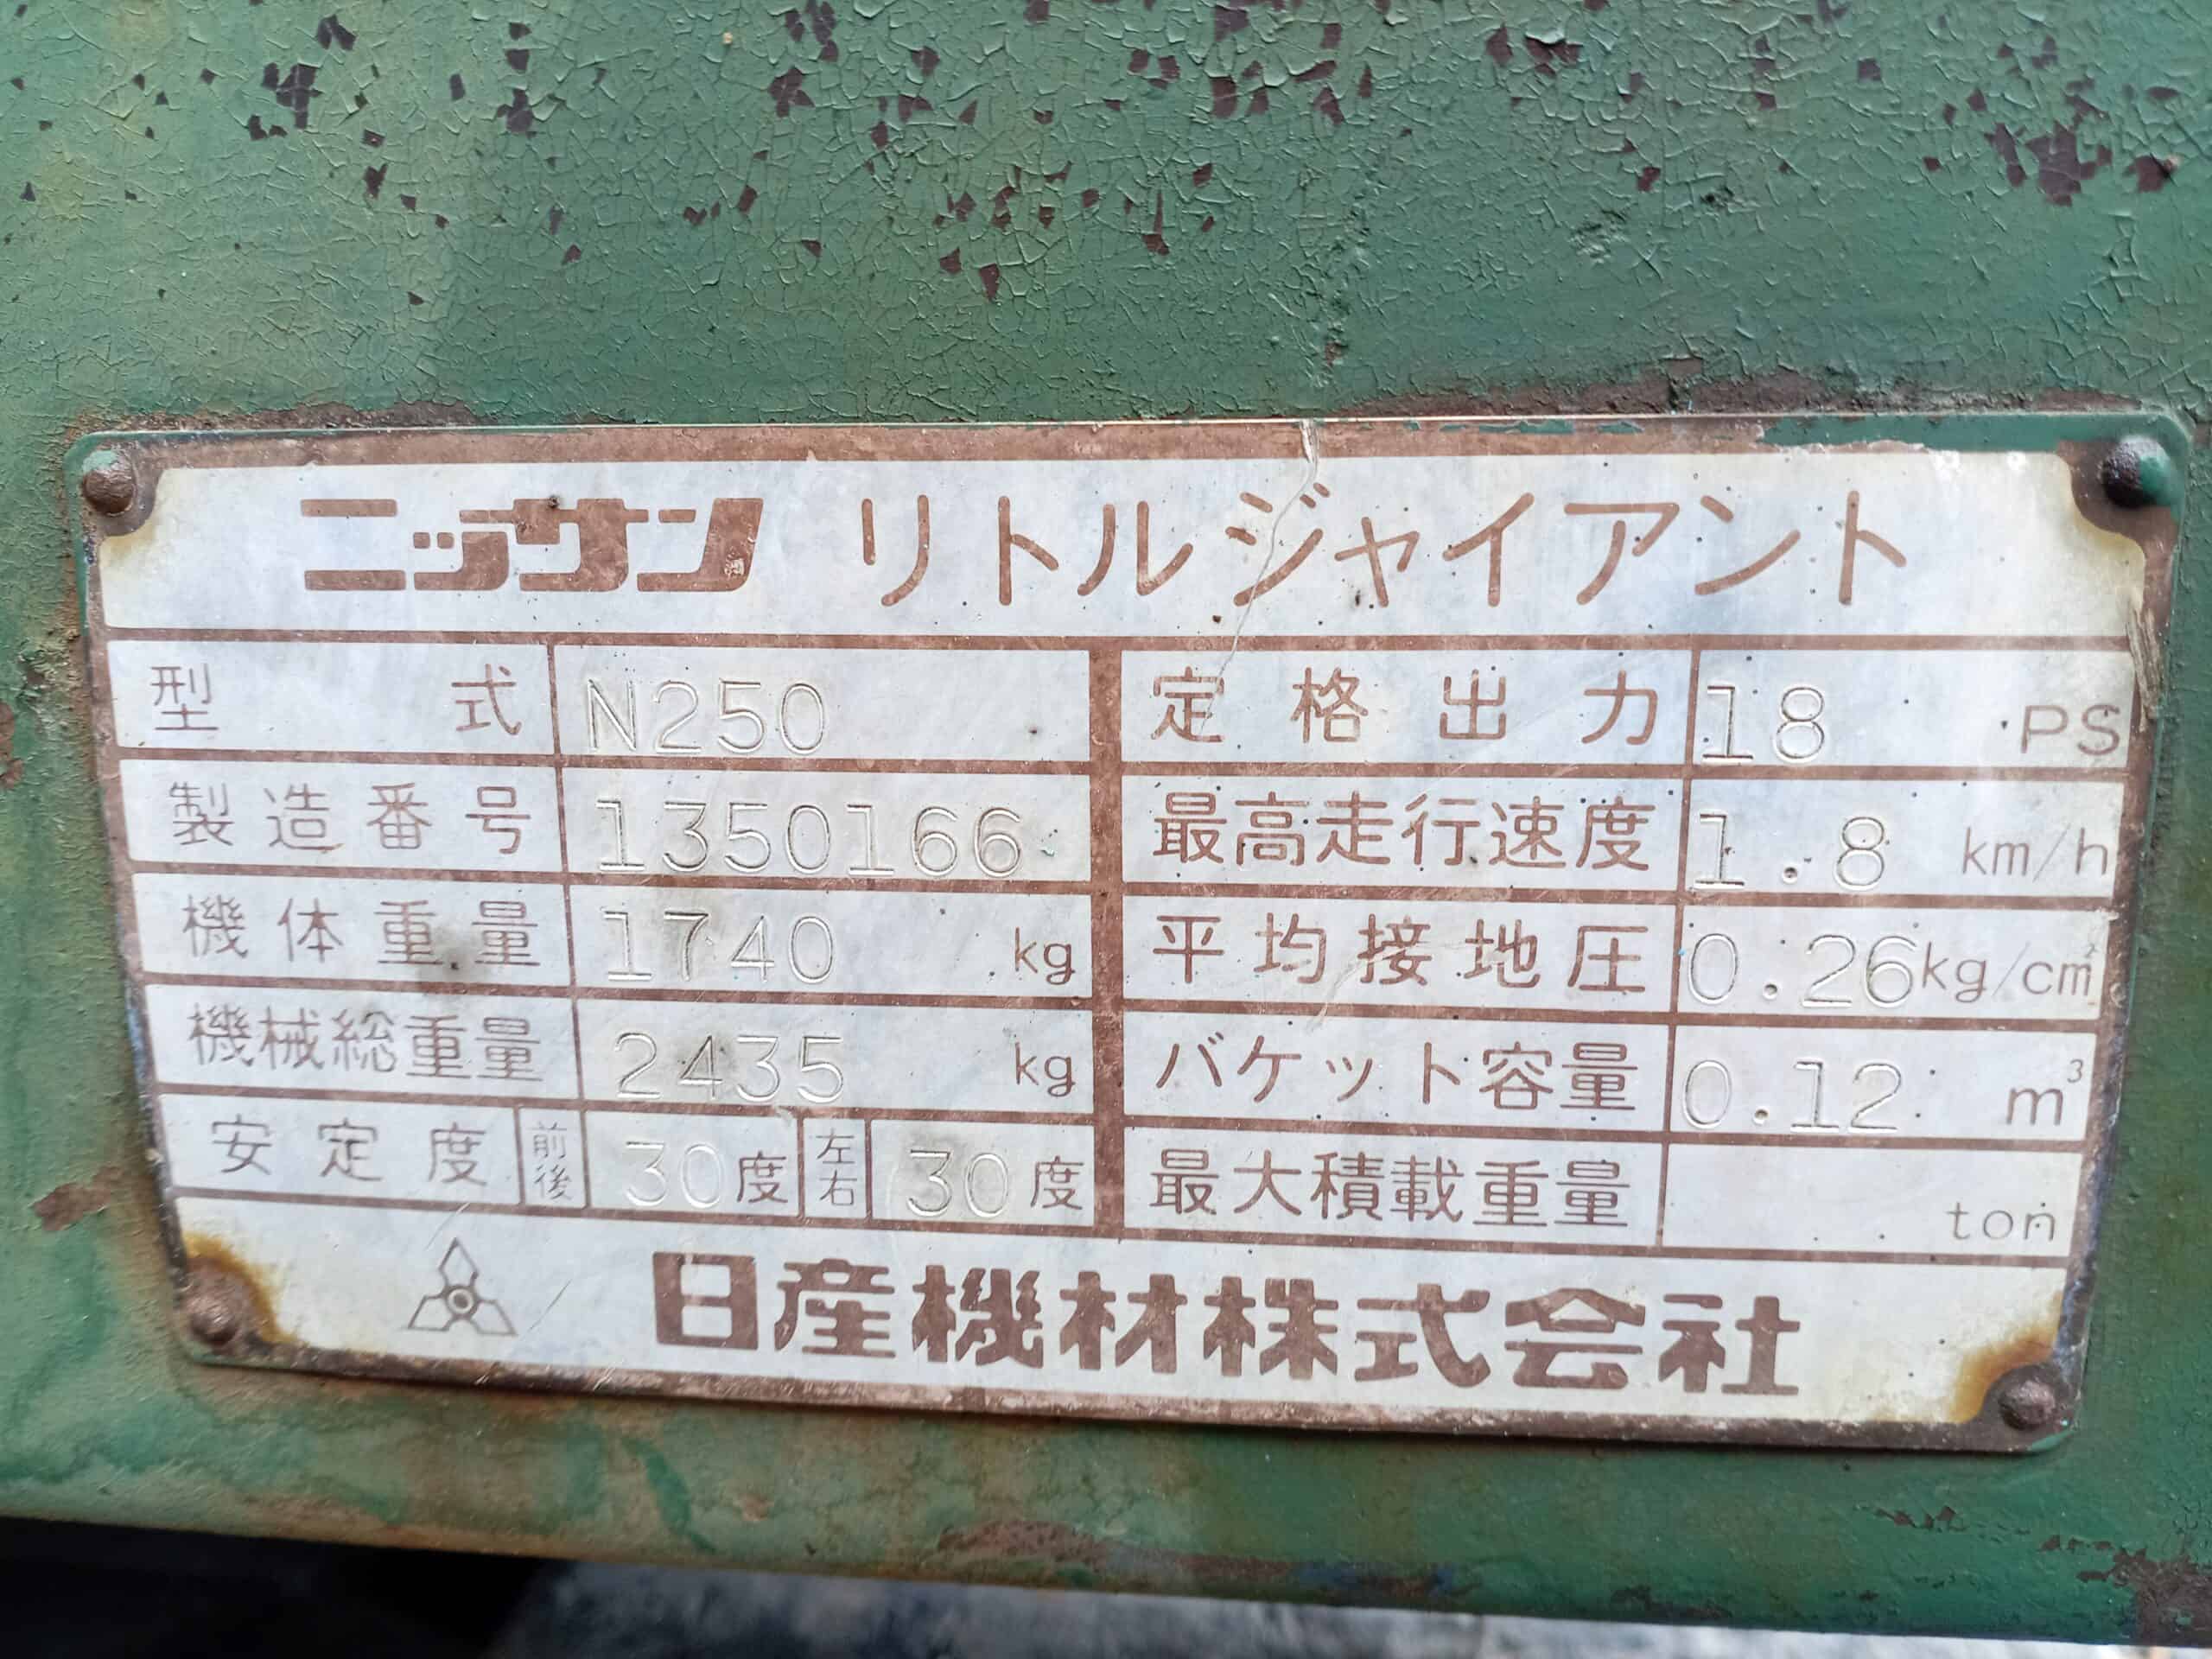 ニッサン リトルジャイアント
型式 N250 定格出力 18 PS
製造番号 1350166 最高走行速度 1.8 km/h
機体重量 1740 kg 平均接地圧 0.26 kg/cm²
機械総重量 2435 kg バケット容量 0.12 m³
安定度 前後 30度 左右 30度 最大積載重量 ton
日産機材株式会社